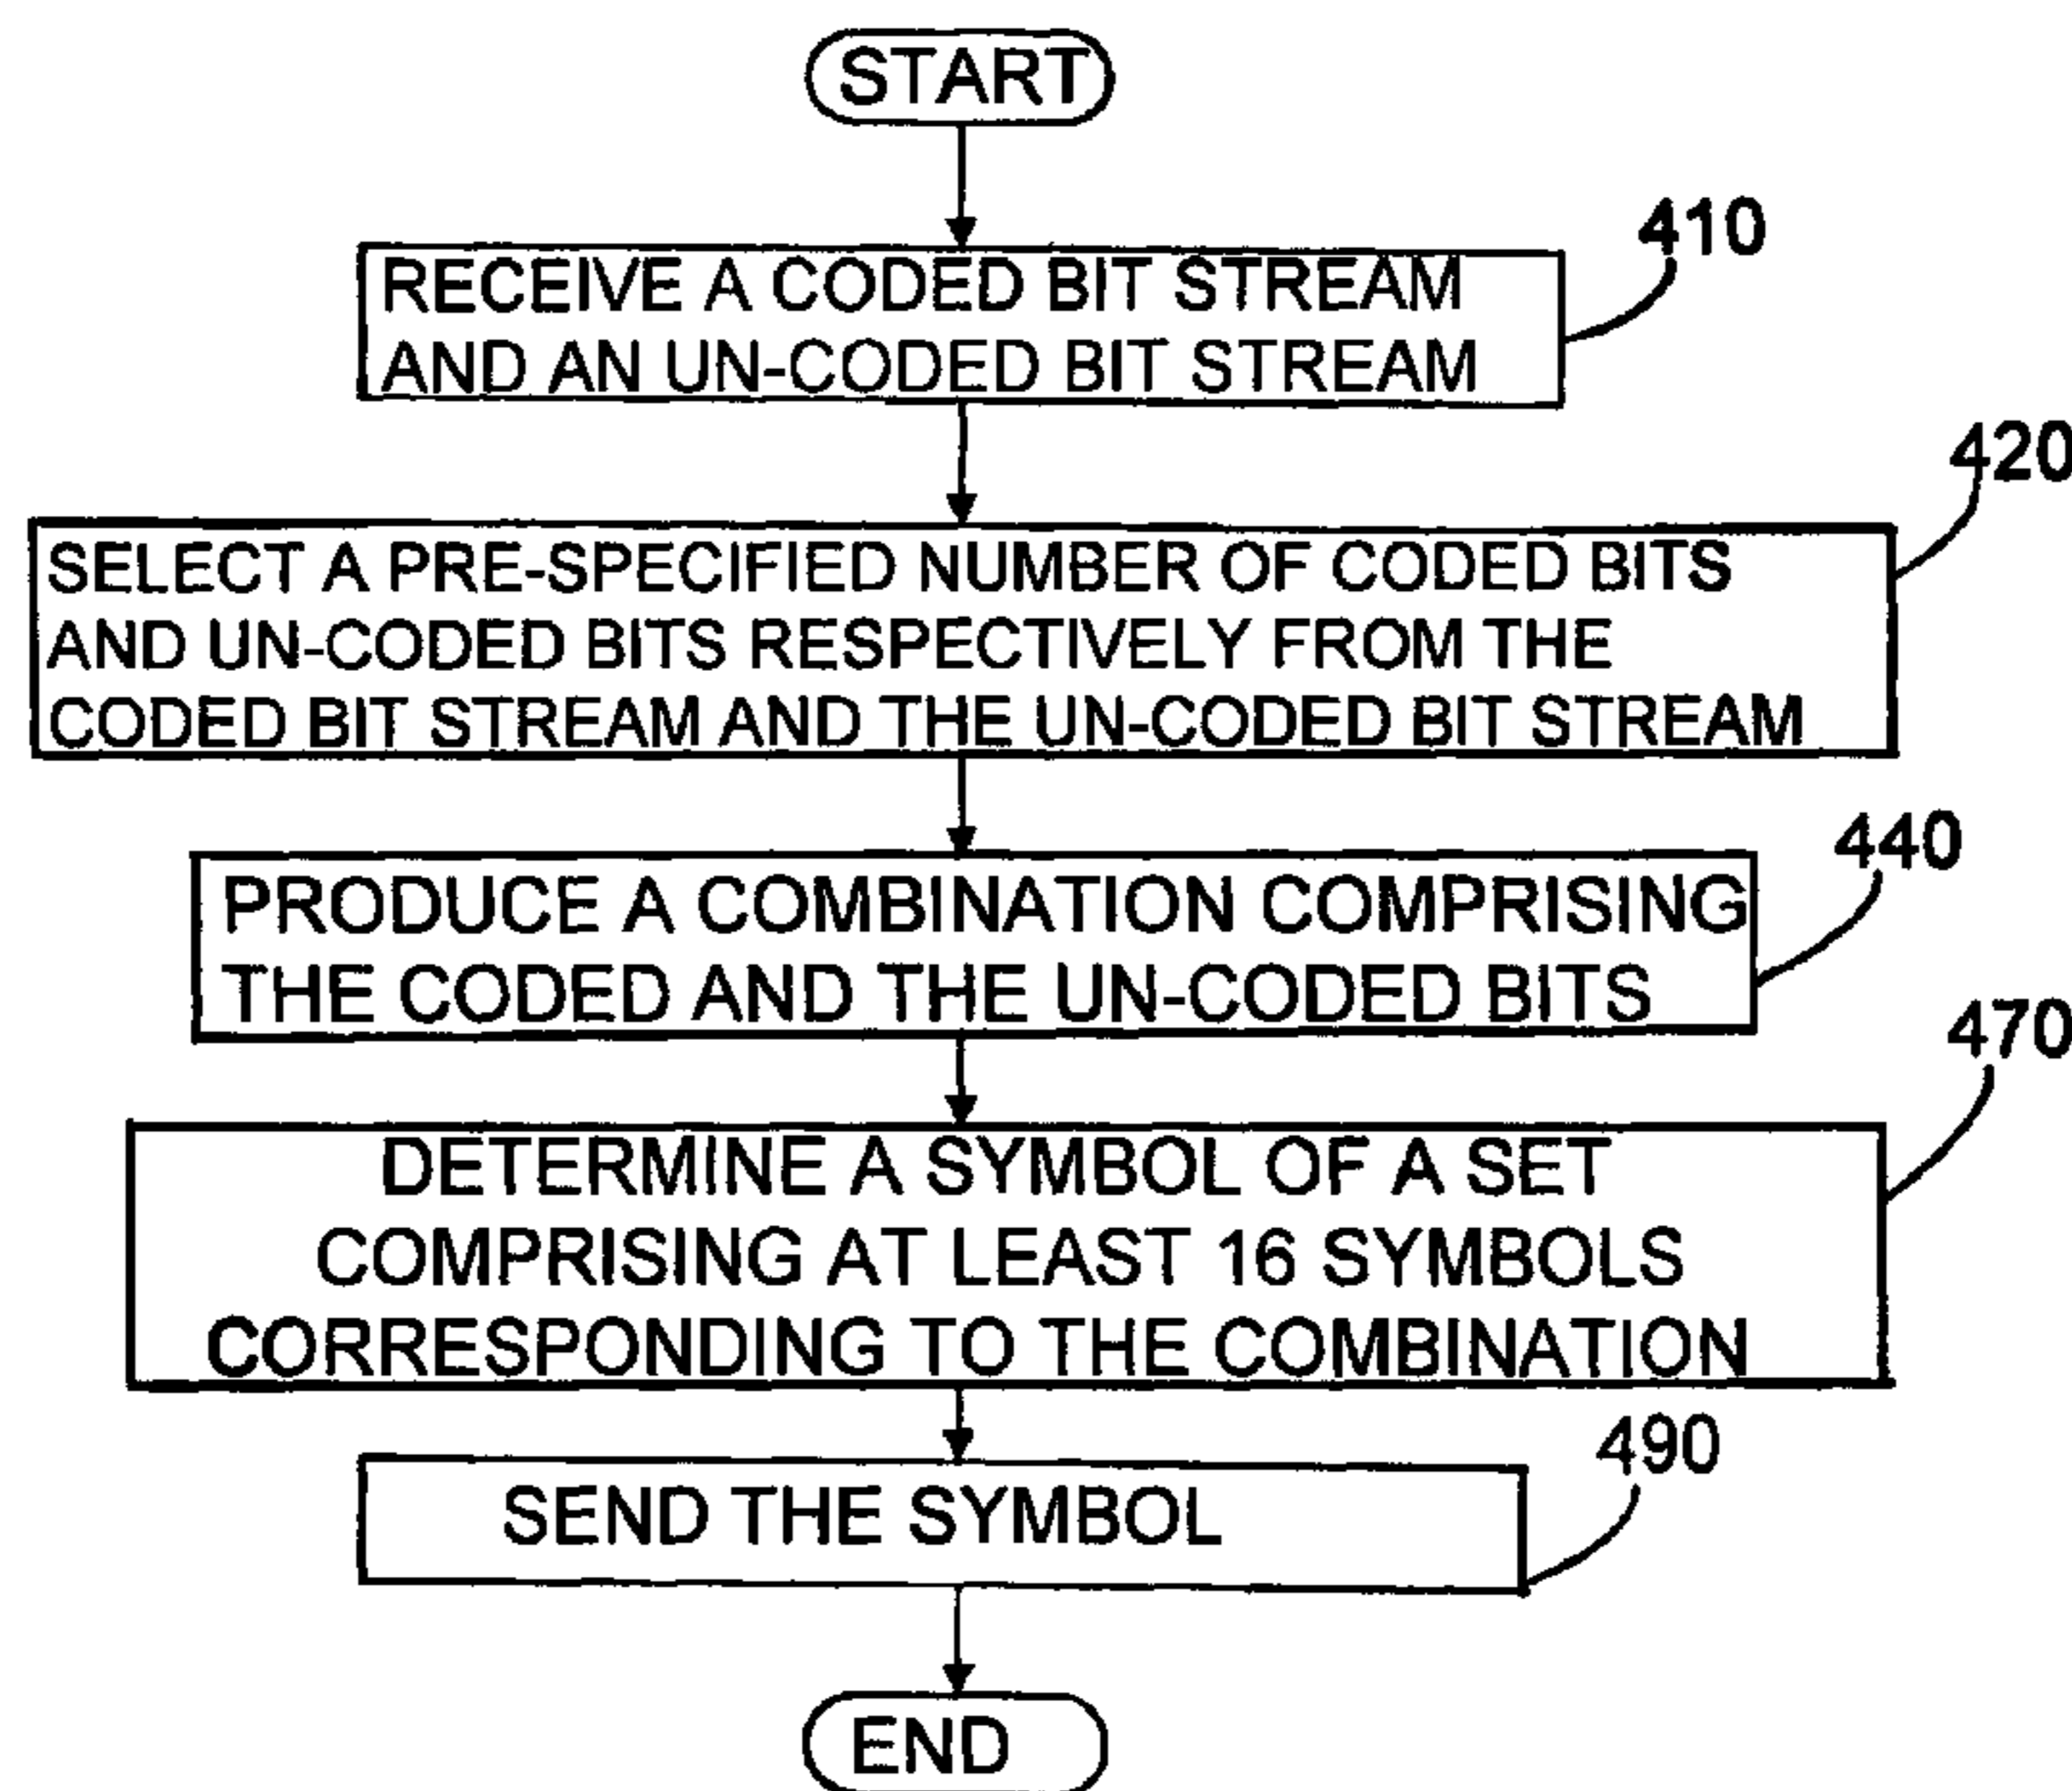 START
410
RECEIVE A CODED BIT STREAM
AND AN UN-CODED BIT STREAM
420
SELECT A PRE-SPECIFIED NUMBER OF CODED BITS
AND UN-CODED BITS RESPECTIVELY FROM THE
CODED BIT STREAM AND THE UN-CODED BIT STREAM
440
PRODUCE A COMBINATION COMPRISING
THE CODED AND THE UN-CODED BITS
470
DETERMINE A SYMBOL OF A SET
COMPRISING AT LEAST 16 SYMBOLS
CORRESPONDING TO THE COMBINATION
490
SEND THE SYMBOL
END